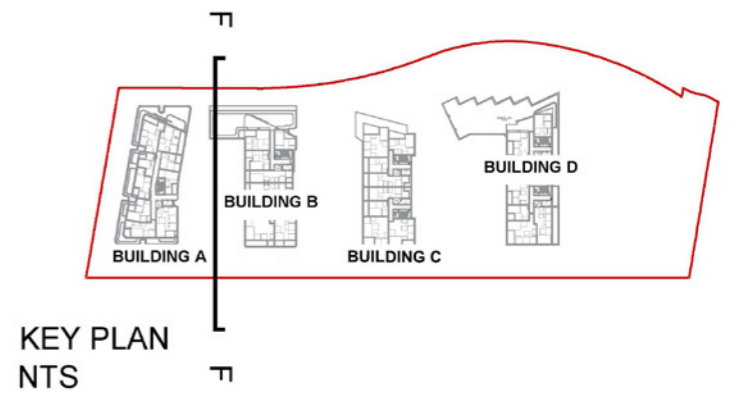 F
BUILDING D
BUILDING B
BUILDING A
BUILDING C
KEY PLAN
NTS
F